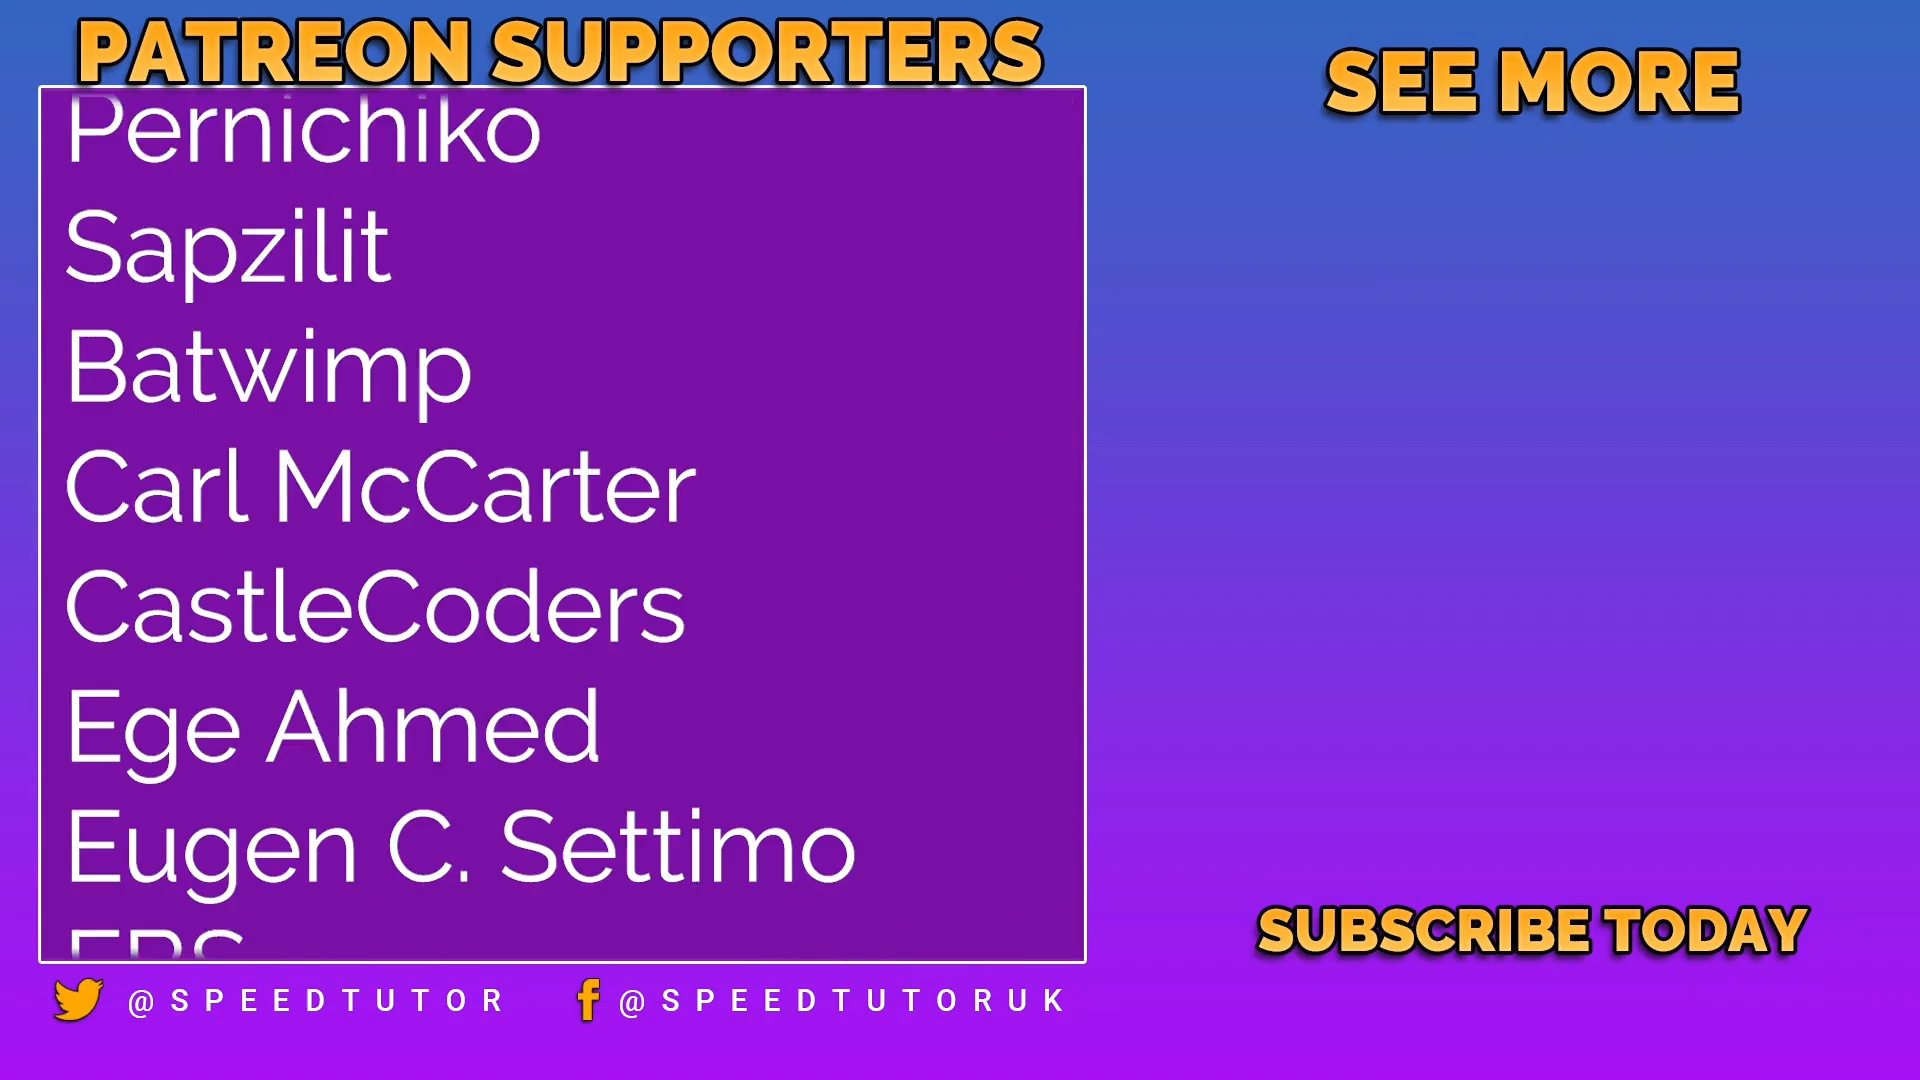 PATREON SUPPORTERS
SEE MORE
Pernichiko
Sapzilit
Batwimp
Carl McCarter
CastleCoders
Ege Ahmed
Eugen C. Settimo
SUBSCRIBE TODAY
@SPEEDTUTOR
@SPEEDTUTORUK